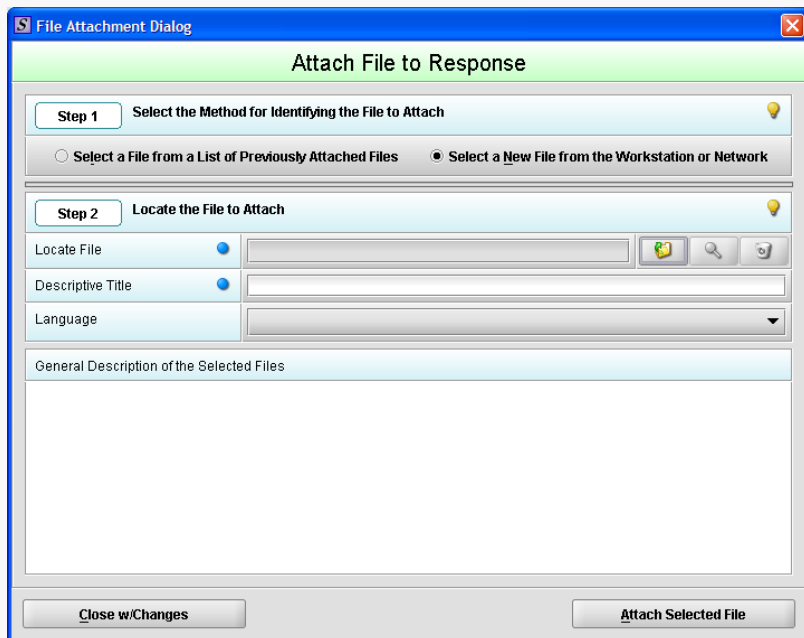 S File Attachment Dialog
Attach File to Response
Step 1 Select the Method for Identifying the File to Attach
Select a File from a List of Previously Attached Files Select a New File from the Workstation or Network
Step 2 Locate the File to Attach
Locate File
Descriptive Title
Language
General Description of the Selected Files
Close w/Changes Attach Selected File